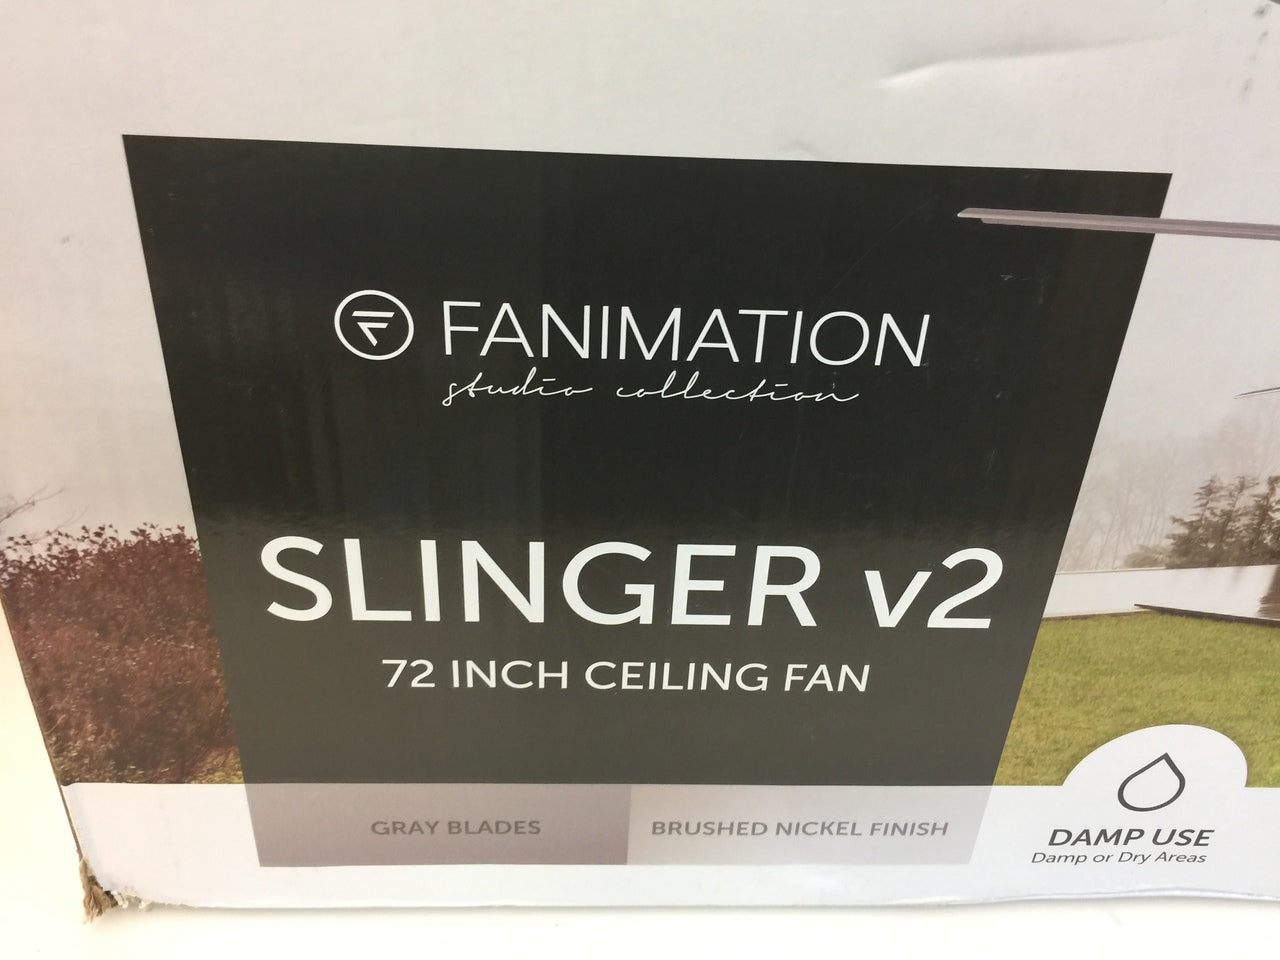 FANIMATION
studio collection
SLINGER v2
72 INCH CEILING FAN
GRAY BLADES
BRUSHED NICKEL FINISH
DAMP USE
Damp or Dry Areas